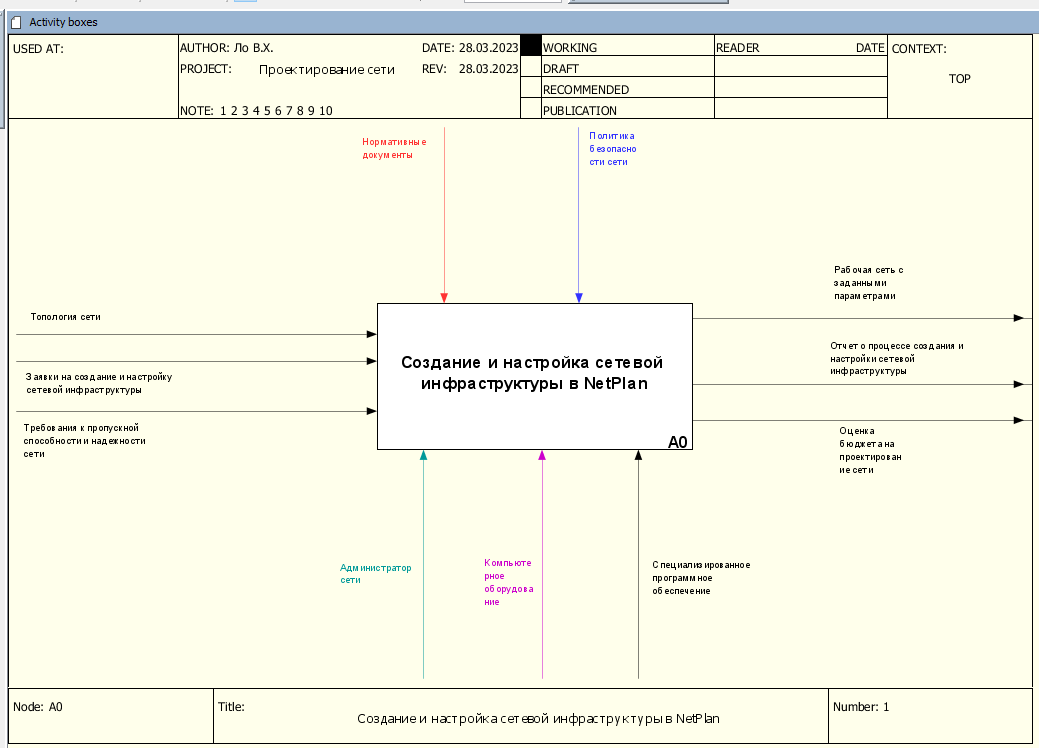 Activity boxes
USED AT:
AUTHOR: Ло В.Х.
DATE: 28.03.2023
PROJECT: Проектирование сети
REV: 28.03.2023
NOTE: 1 2 3 4 5 6 7 8 9 10
WORKING
DRAFT
RECOMMENDED
PUBLICATION
READER
DATE
CONTEXT:
TOP
Нормативные
документы
Политика
безопасно
сти сети
Топология сети
Заявки на создание и настройку
сетевой инфраструктуры
Требования к пропускной
способности и надежности
сети
Создание и настройка сетевой
инфраструктуры в NetPlan
A0
Рабочая сеть с
заданными
параметрами
Отчет о процессе создания и
настройки сетевой
инфраструктуры
Оценка
бюджета на
проектирован
ие сети
Администратор
сети
Компьюте
рное
оборудова
ние
Специализированное
программное
обеспечение
Node: A0
Title:
Создание и настройка сетевой инфраструктуры в NetPlan
Number: 1